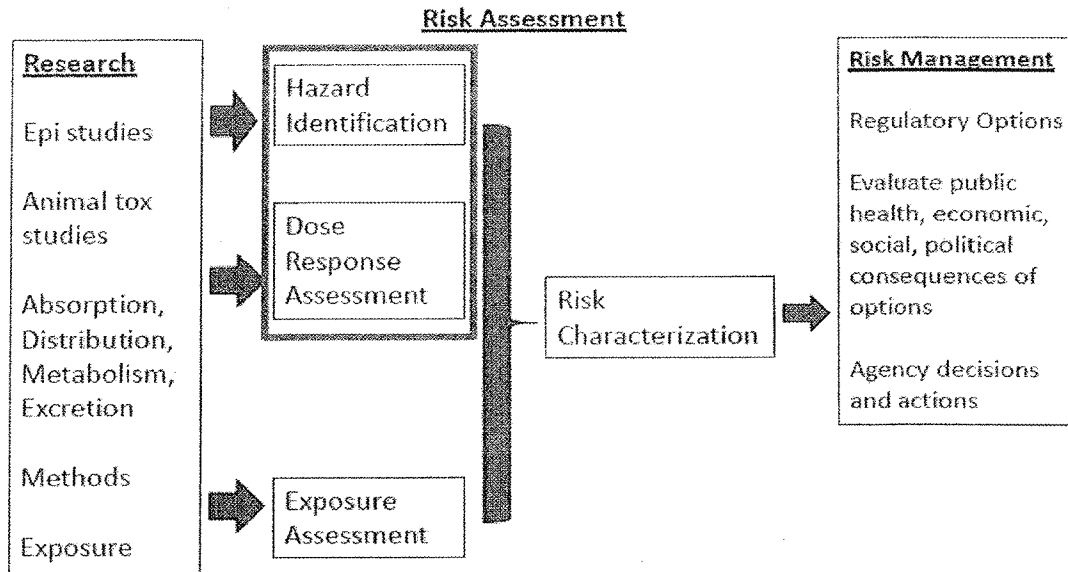 Risk Assessment
Research
Epi studies
Animal tox
studies
Absorption,
Distribution,
Metabolism,
Excretion
Methods
Exposure
Hazard
Identification
Dose
Response
Assessment
Exposure
Assessment
Risk
Characterization
Risk Management
Regulatory Options
Evaluate public
health, economic,
social, political
consequences of
options
Agency decisions
and actions